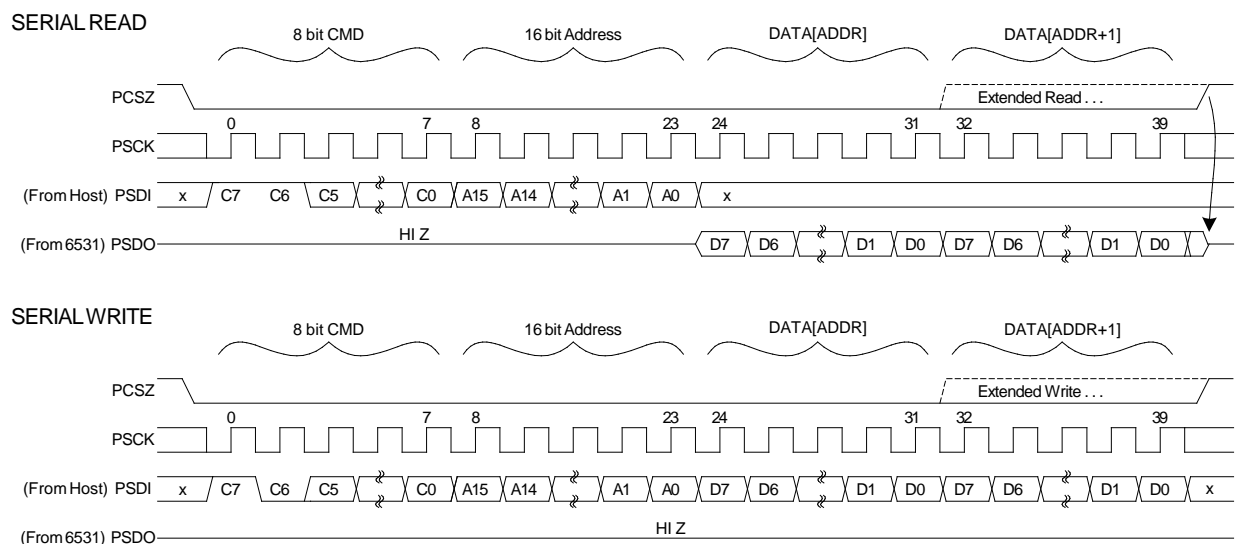 SERIAL READ
8 bit CMD 16 bit Address DATA[ADDR] DATA[ADDR+1]
PCSZ Extended Read . . .
0 7 8 23 24 31 32 39
PSCK
(From Host) PSDI x C7 C6 C5 C0 A15 A14 A1 A0 x
HI Z
(From 6531) PSDO D7 D6 D1 D0 D7 D6 D1 D0
SERIAL WRITE
8 bit CMD 16 bit Address DATA[ADDR] DATA[ADDR+1]
PCSZ Extended Write . . .
0 7 8 23 24 31 32 39
PSCK
(From Host) PSDI x C7 C6 C5 C0 A15 A14 A1 A0 D7 D6 D1 D0 D7 D6 D1 D0 x
HI Z
(From 6531) PSDO